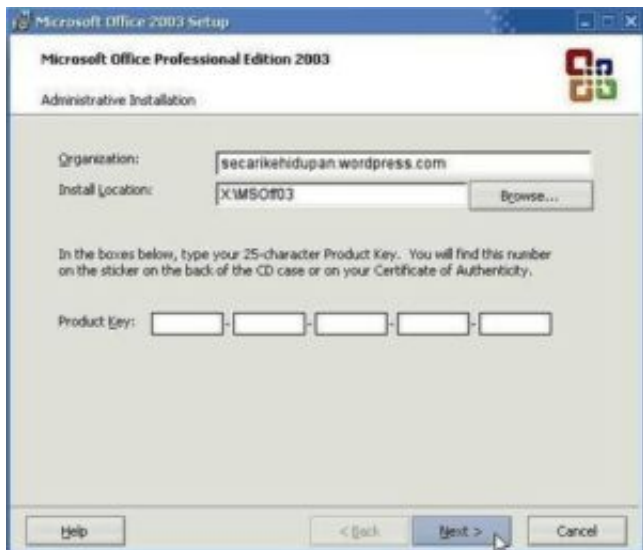 Microsoft Office 2003 Setup
Microsoft Office Professional Edition 2003
Administrative Installation
Organization: secarikehidupan.wordpress.com
Install Location: X:\MSOff03 Browse...
In the boxes below, type your 25-character Product Key. You will find this number
on the sticker on the back of the CD case or on your Certificate of Authenticity.
Product Key: - - - -
Help < Back Next > Cancel